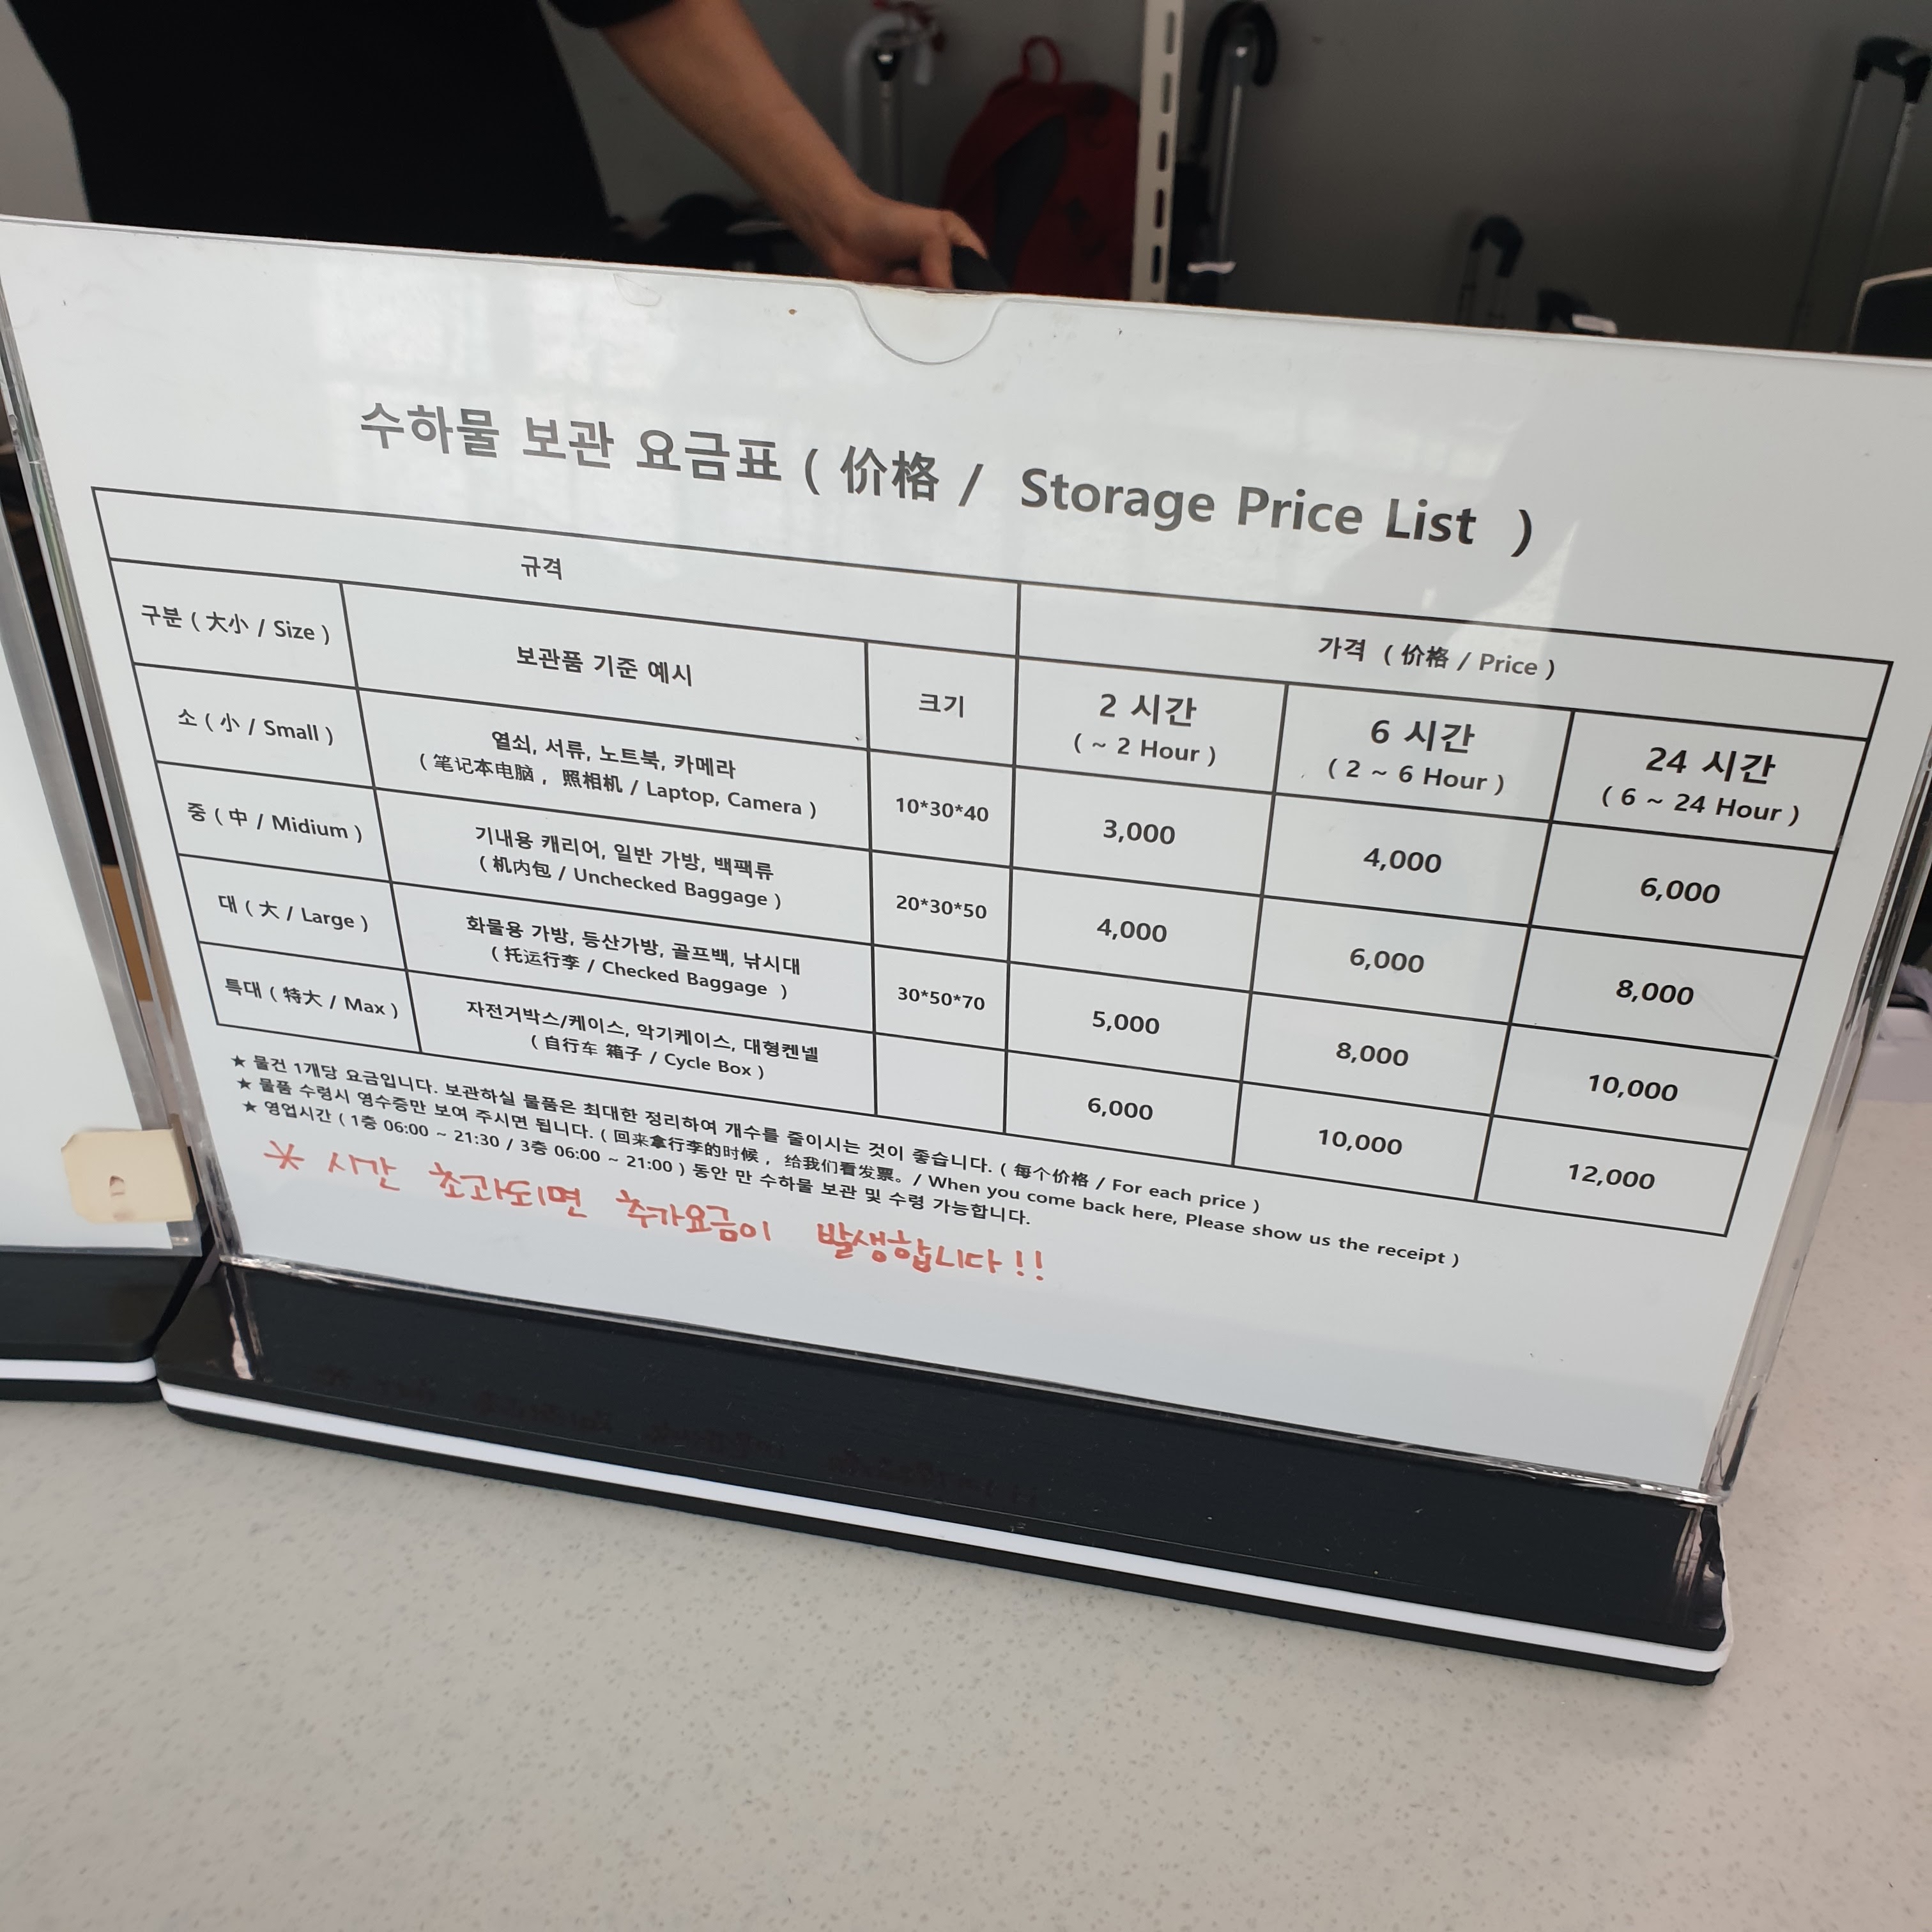 수하물 보관 요금표 ( 价格 / Storage Price List )
규격
가격 ( 价格 / Price )
구분 ( 大小 / Size )
보관품 기준 예시
크기
2 시간
( ~ 2 Hour )
6 시간
( 2 ~ 6 Hour )
24 시간
( 6 ~ 24 Hour )
소 ( 小 / Small )
열쇠, 서류, 노트북, 카메라
( 笔记本电脑 , 照相机 / Laptop, Camera )
10*30*40
3,000
4,000
6,000
중 ( 中 / Midium )
기내용 캐리어, 일반 가방, 백팩류
( 机内包 / Unchecked Baggage )
20*30*50
4,000
6,000
8,000
대 ( 大 / Large )
화물용 가방, 등산가방, 골프백, 낚시대
( 托运行李 / Checked Baggage )
30*50*70
5,000
8,000
10,000
특대 ( 特大 / Max )
자전거박스/케이스, 악기케이스, 대형켄넬
( 自行车 箱子 / Cycle Box )
6,000
10,000
12,000
★ 물건 1개당 요금입니다. 보관하실 물품은 최대한 정리하여 개수를 줄이시는 것이 좋습니다. ( 每个价格 / For each price )
★ 물품 수령시 영수증만 보여 주시면 됩니다. ( 回来拿行李的时候 , 给我们看发票。 / When you come back here, Please show us the receipt )
★ 영업시간 ( 1층 06:00 ~ 21:30 / 3층 06:00 ~ 21:00 ) 동안 만 수하물 보관 및 수령 가능합니다.
※ 시간 초과되면 추가요금이 발생합니다!!